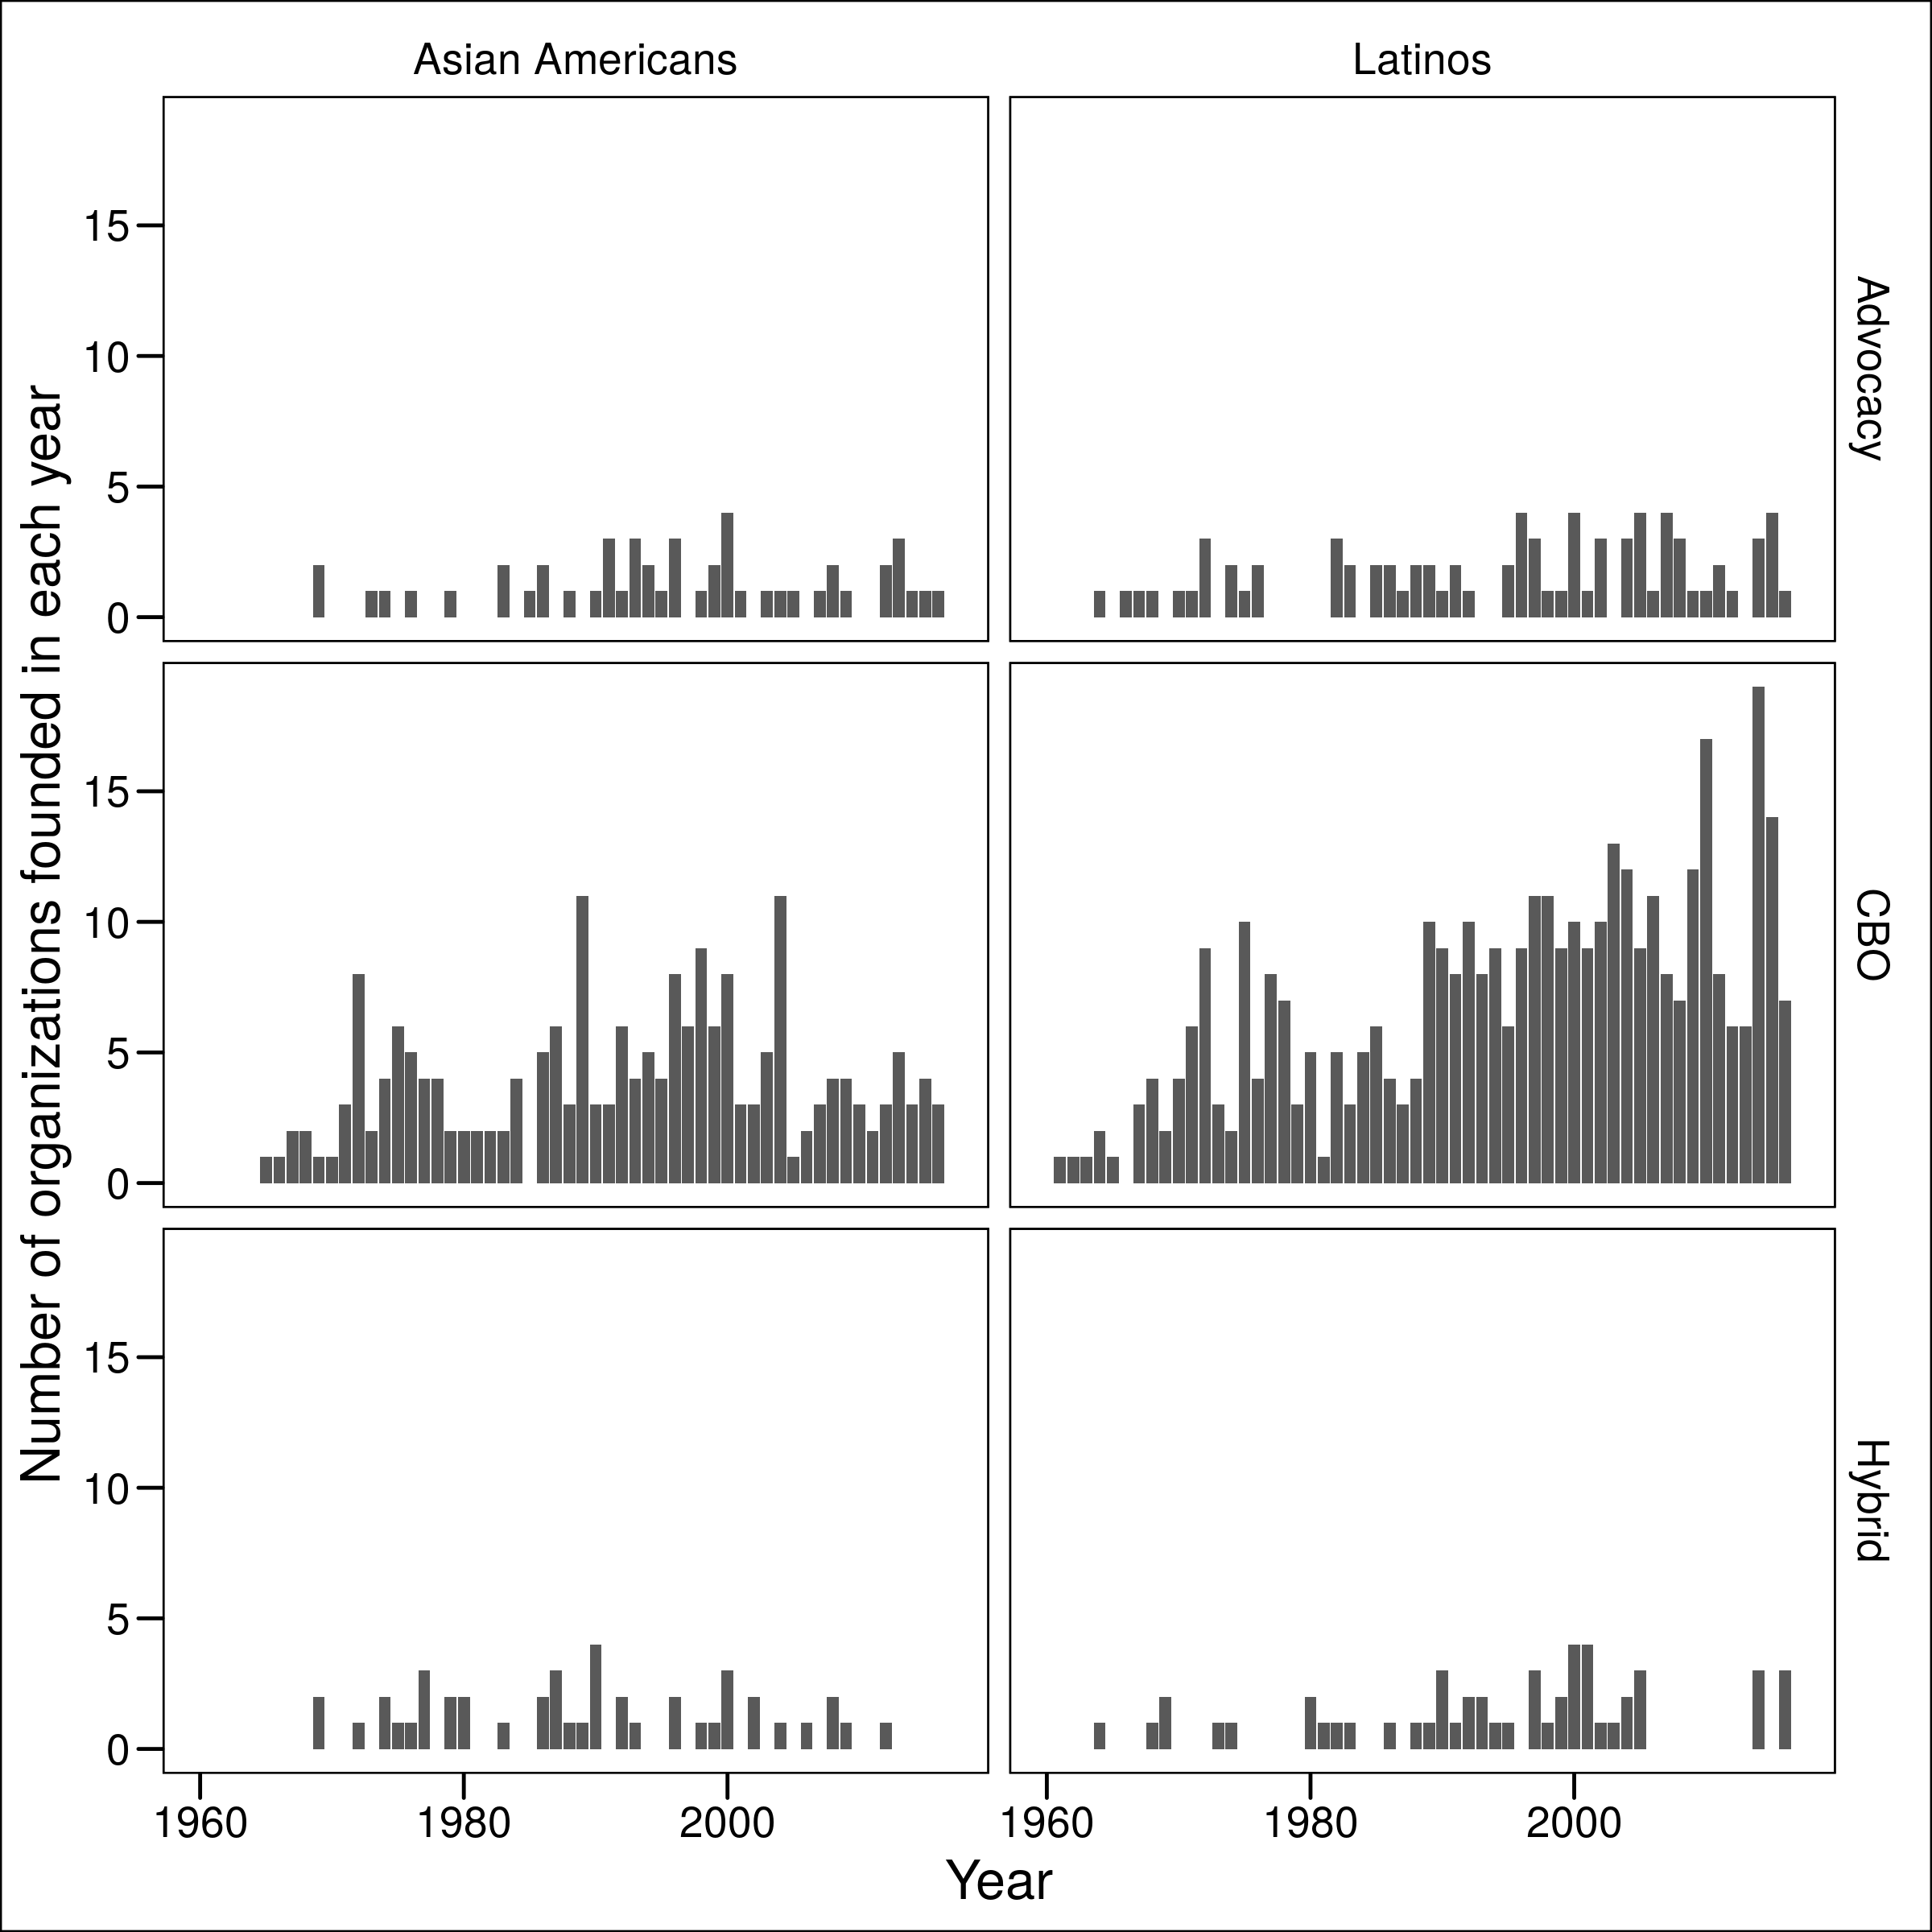 Asian Americans
Latinos
Number of organizations founded in each year
15
10
5
0
Advocacy
15
10
5
0
CBO
15
10
5
0
Hybrid
1960
1980
2000
1960
1980
2000
Year